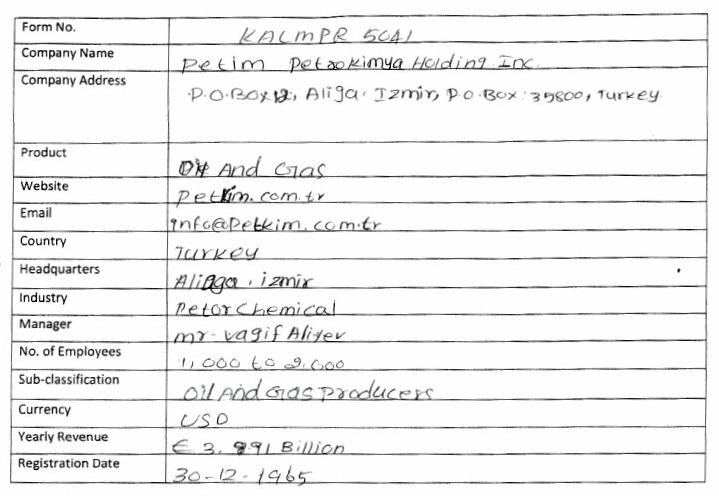 Form No. KALMPR 5041
Company Name Petim Petrokimya Holding Inc.
Company Address P.O.Box 12, Aliga. Izmir, P.O.Box: 35800, Turkey.
Product Oil And Gas
Website Petkim.com.tr
Email info@petkim.com.tr
Country Turkey
Headquarters Aliaga, izmir
Industry PetorChemical
Manager mr. vagif Aliyev
No. of Employees 1,000 to 2,000
Sub-classification Oil And Gas Producers
Currency USD
Yearly Revenue € 3. 991 Billion
Registration Date 30-12-1965